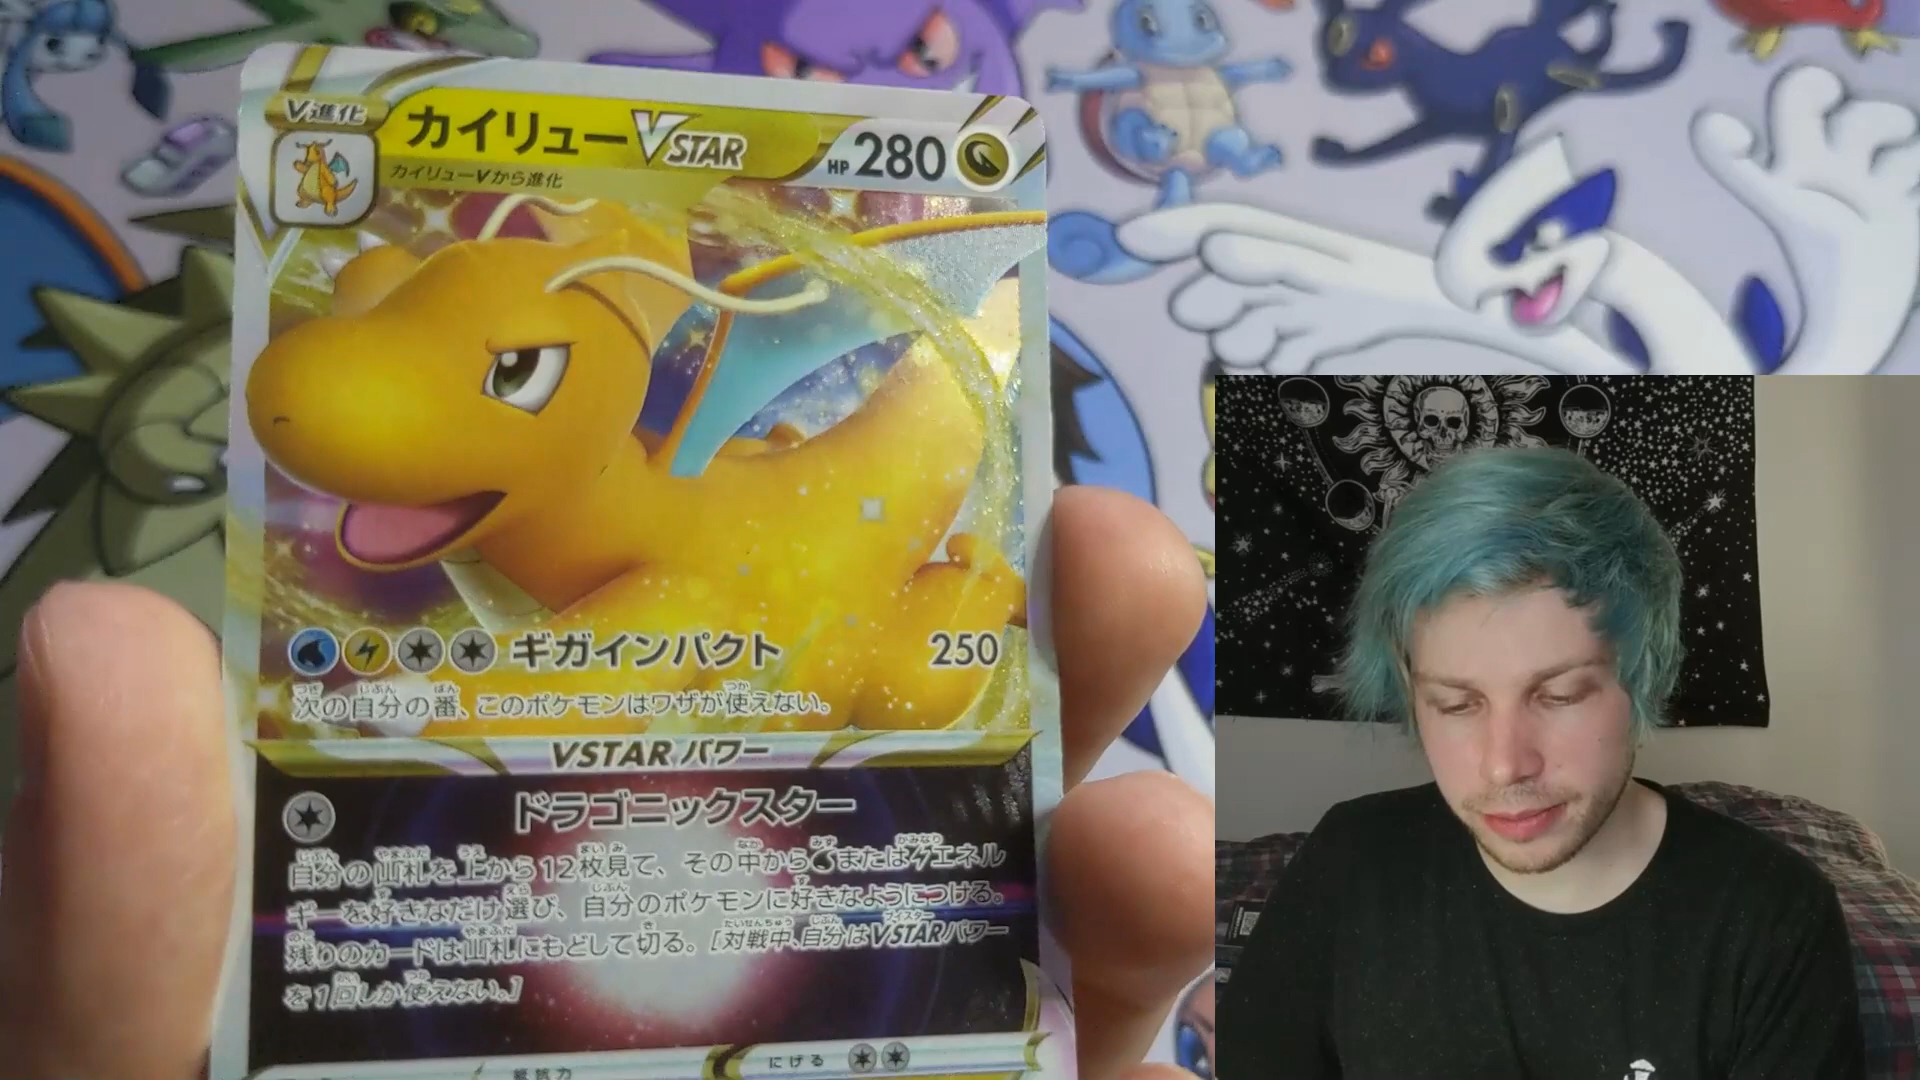 V進化
カイリューVSTAR
HP 280
カイリューVから進化
ギガインパクト 250
次の自分の番、このポケモンはワザが使えない。
VSTARパワー
ドラゴニックスター
自分の山札を上から12枚見て、その中からまたはエネル
ギーを好きなだけ選び、自分のポケモンに好きなようにつける。
残りのカードは山札にもどして切る。[対戦中、自分はVSTARパワー
を1回しか使えない。]
抵抗力 にげる